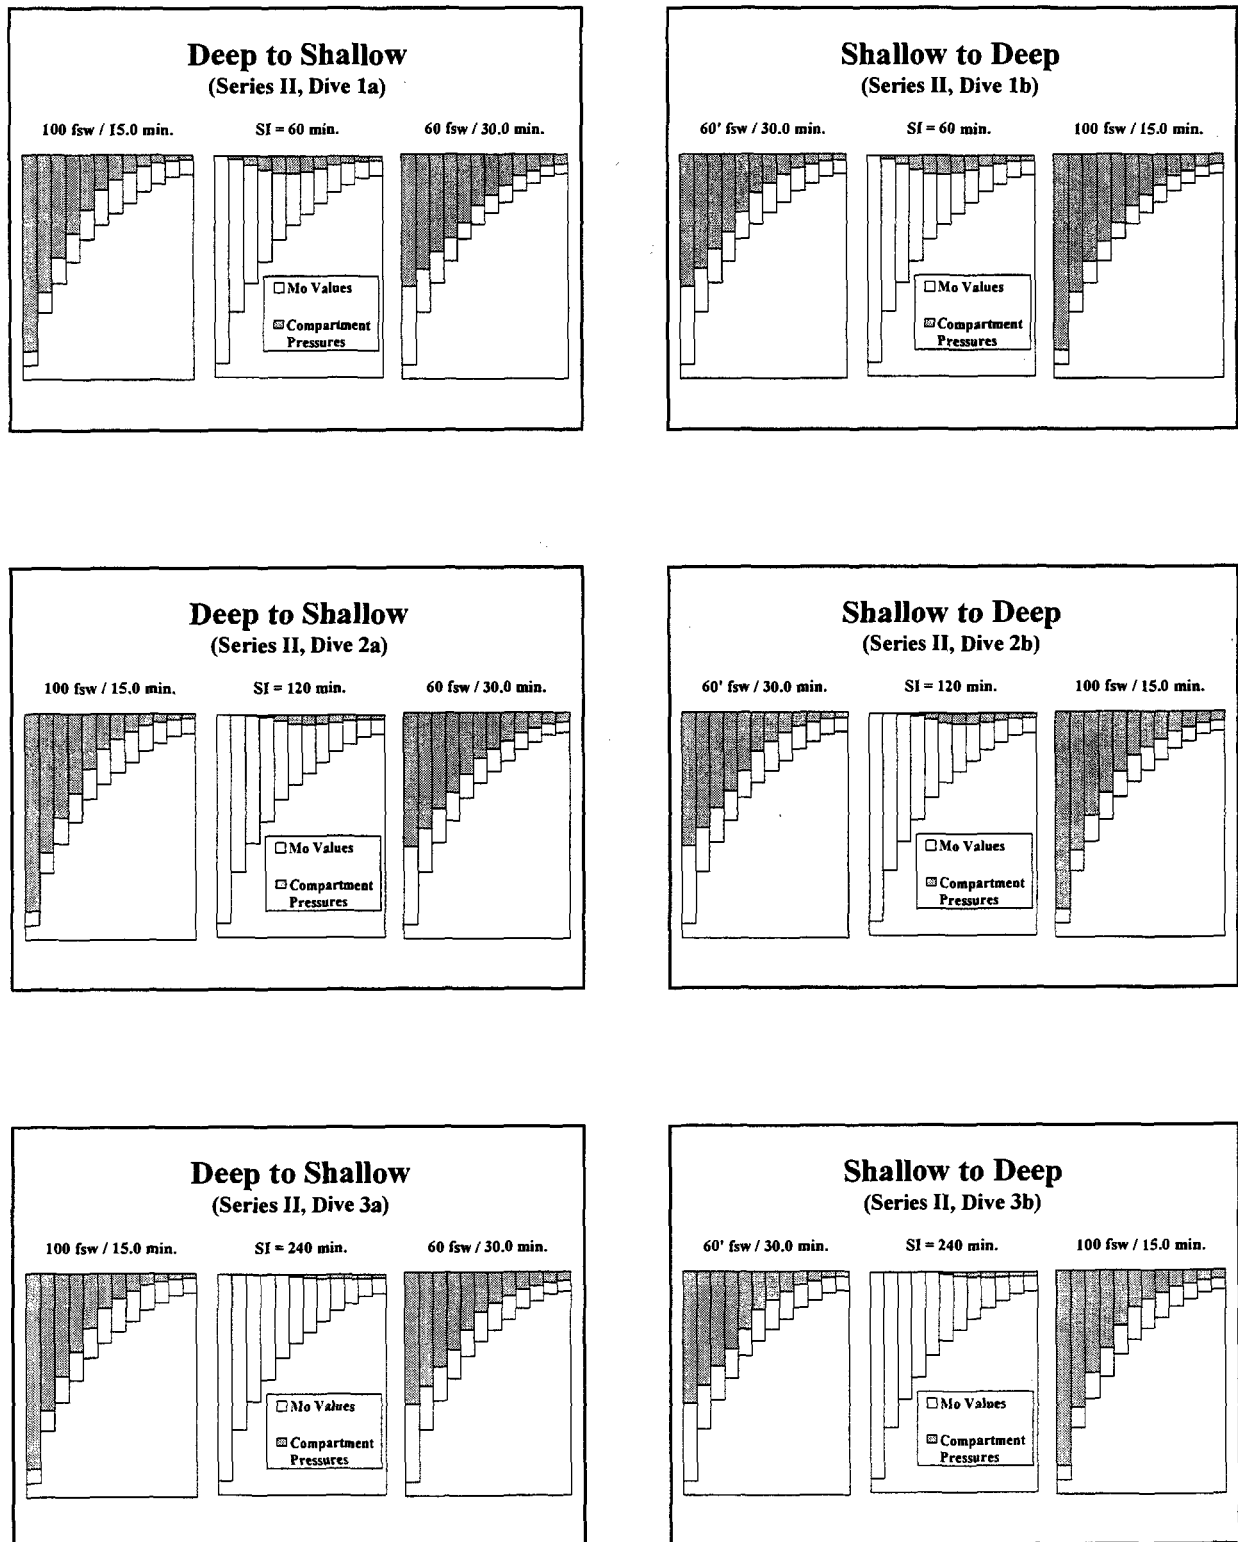 Deep to Shallow
(Series II, Dive 1a)
100 fsw / 15.0 min.
SI = 60 min.
60 fsw / 30.0 min.
Mo Values
Compartment
Pressures
Shallow to Deep
(Series II, Dive 1b)
60' fsw / 30.0 min.
SI = 60 min.
100 fsw / 15.0 min.
Mo Values
Compartment
Pressures
Deep to Shallow
(Series II, Dive 2a)
100 fsw / 15.0 min.
SI = 120 min.
60 fsw / 30.0 min.
Mo Values
Compartment
Pressures
Shallow to Deep
(Series II, Dive 2b)
60' fsw / 30.0 min.
SI = 120 min.
100 fsw / 15.0 min.
Mo Values
Compartment
Pressures
Deep to Shallow
(Series II, Dive 3a)
100 fsw / 15.0 min.
SI = 240 min.
60 fsw / 30.0 min.
Mo Values
Compartment
Pressures
Shallow to Deep
(Series II, Dive 3b)
60' fsw / 30.0 min.
SI = 240 min.
100 fsw / 15.0 min.
Mo Values
Compartment
Pressures